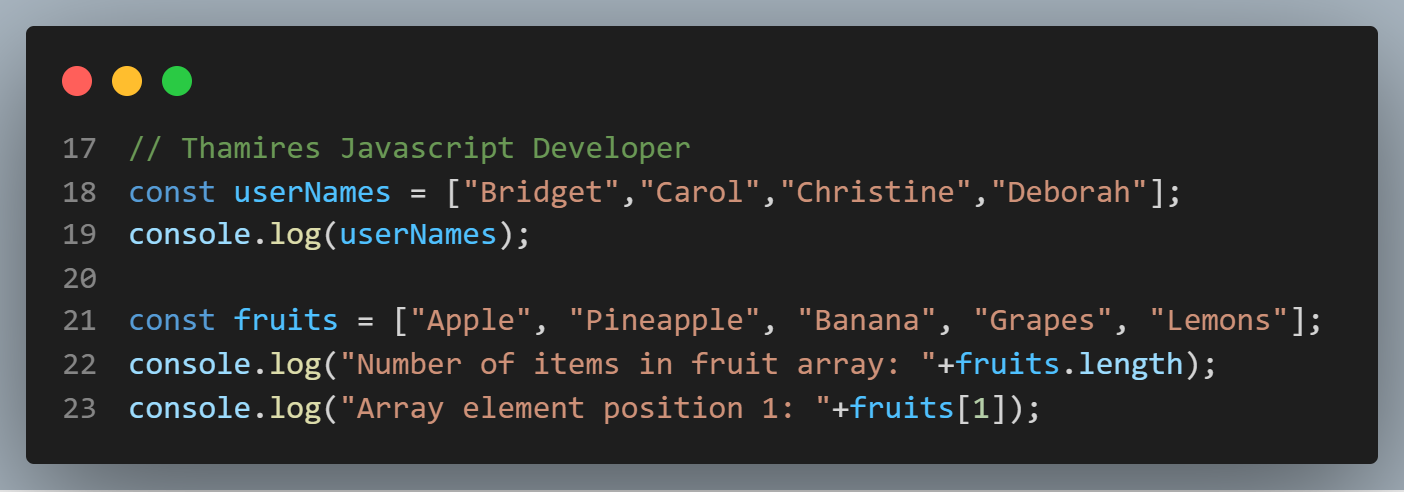 17 // Thamires Javascript Developer
18 const userNames = ["Bridget","Carol","Christine","Deborah"];
19 console.log(userNames);
20
21 const fruits = ["Apple", "Pineapple", "Banana", "Grapes", "Lemons"];
22 console.log("Number of items in fruit array: "+fruits.length);
23 console.log("Array element position 1: "+fruits[1]);